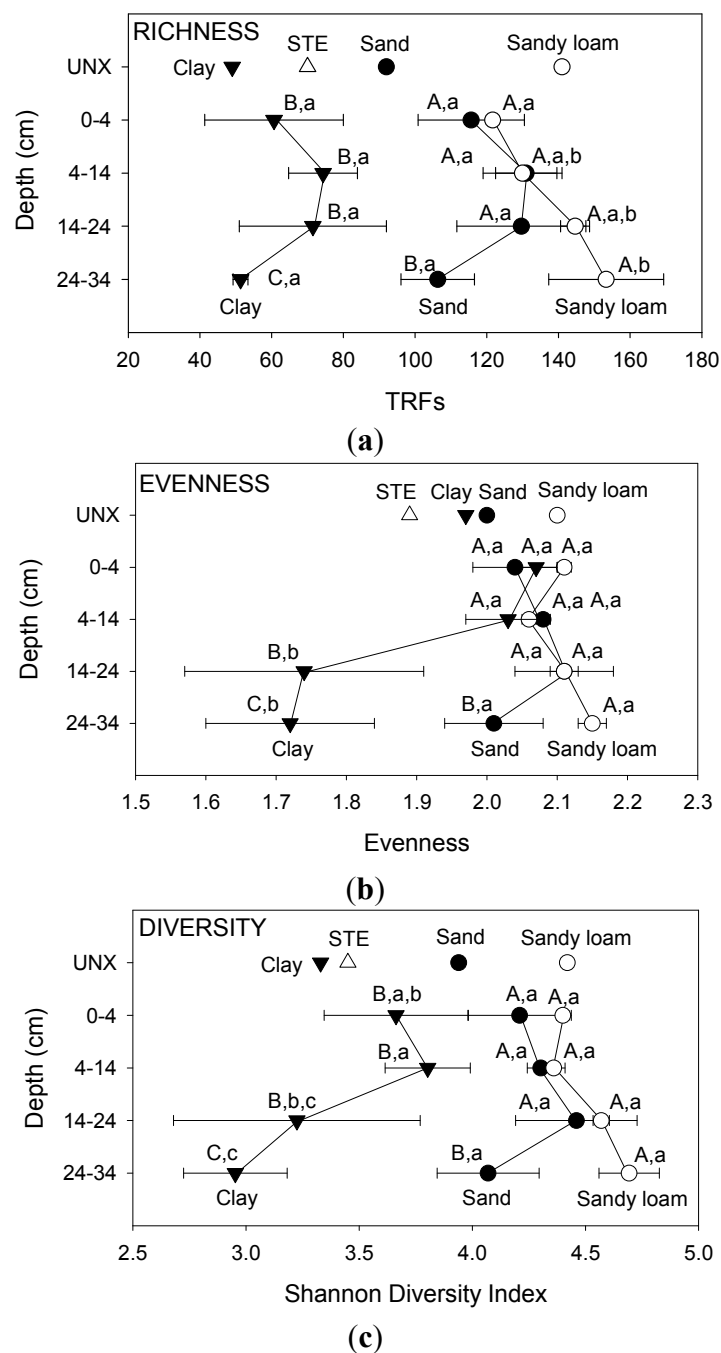 RICHNESS
STE Sand Sandy loam
UNX Clay
B,a A,a A,a
0-4
B,a A,a A,a,b
4-14
B,a A,a A,a,b
14-24
C,a B,a A,b
24-34
Clay Sand Sandy loam
Depth (cm)
20 40 60 80 100 120 140 160 180
TRFs
(a)
EVENNESS
STE Clay Sand Sandy loam
UNX
A,a A,a A,a
0-4
A,a A,a A,a
4-14
B,b A,a A,a
14-24
C,b B,a A,a
24-34
Clay Sand Sandy loam
Depth (cm)
1.5 1.6 1.7 1.8 1.9 2.0 2.1 2.2 2.3
Evenness
(b)
DIVERSITY
STE Sand Sandy loam
UNX Clay
B,a,b A,a A,a
0-4
B,a A,a A,a
4-14
B,b,c A,a A,a
14-24
C,c B,a A,a
24-34
Clay Sand Sandy loam
Depth (cm)
2.5 3.0 3.5 4.0 4.5 5.0
Shannon Diversity Index
(c)